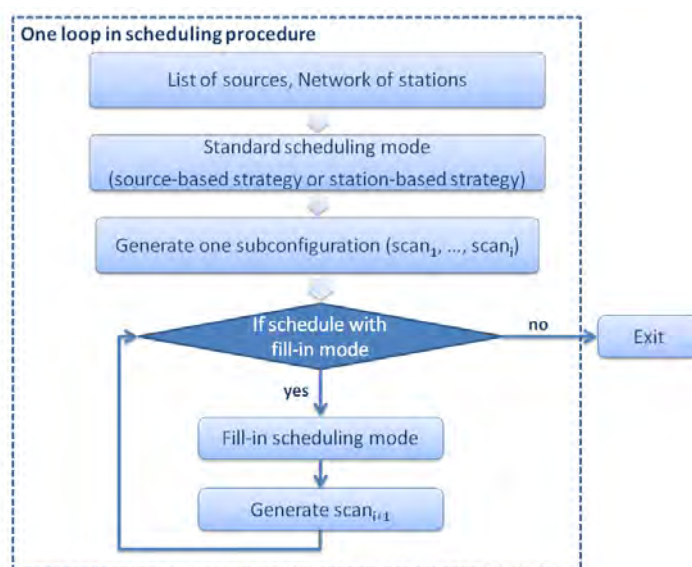 One loop in scheduling procedure
List of sources, Network of stations
Standard scheduling mode
(source-based strategy or station-based strategy)
Generate one subconfiguration (scan₁, ..., scanᵢ)
If schedule with
fill-in mode
no
Exit
yes
Fill-in scheduling mode
Generate scanᵢ₊₁